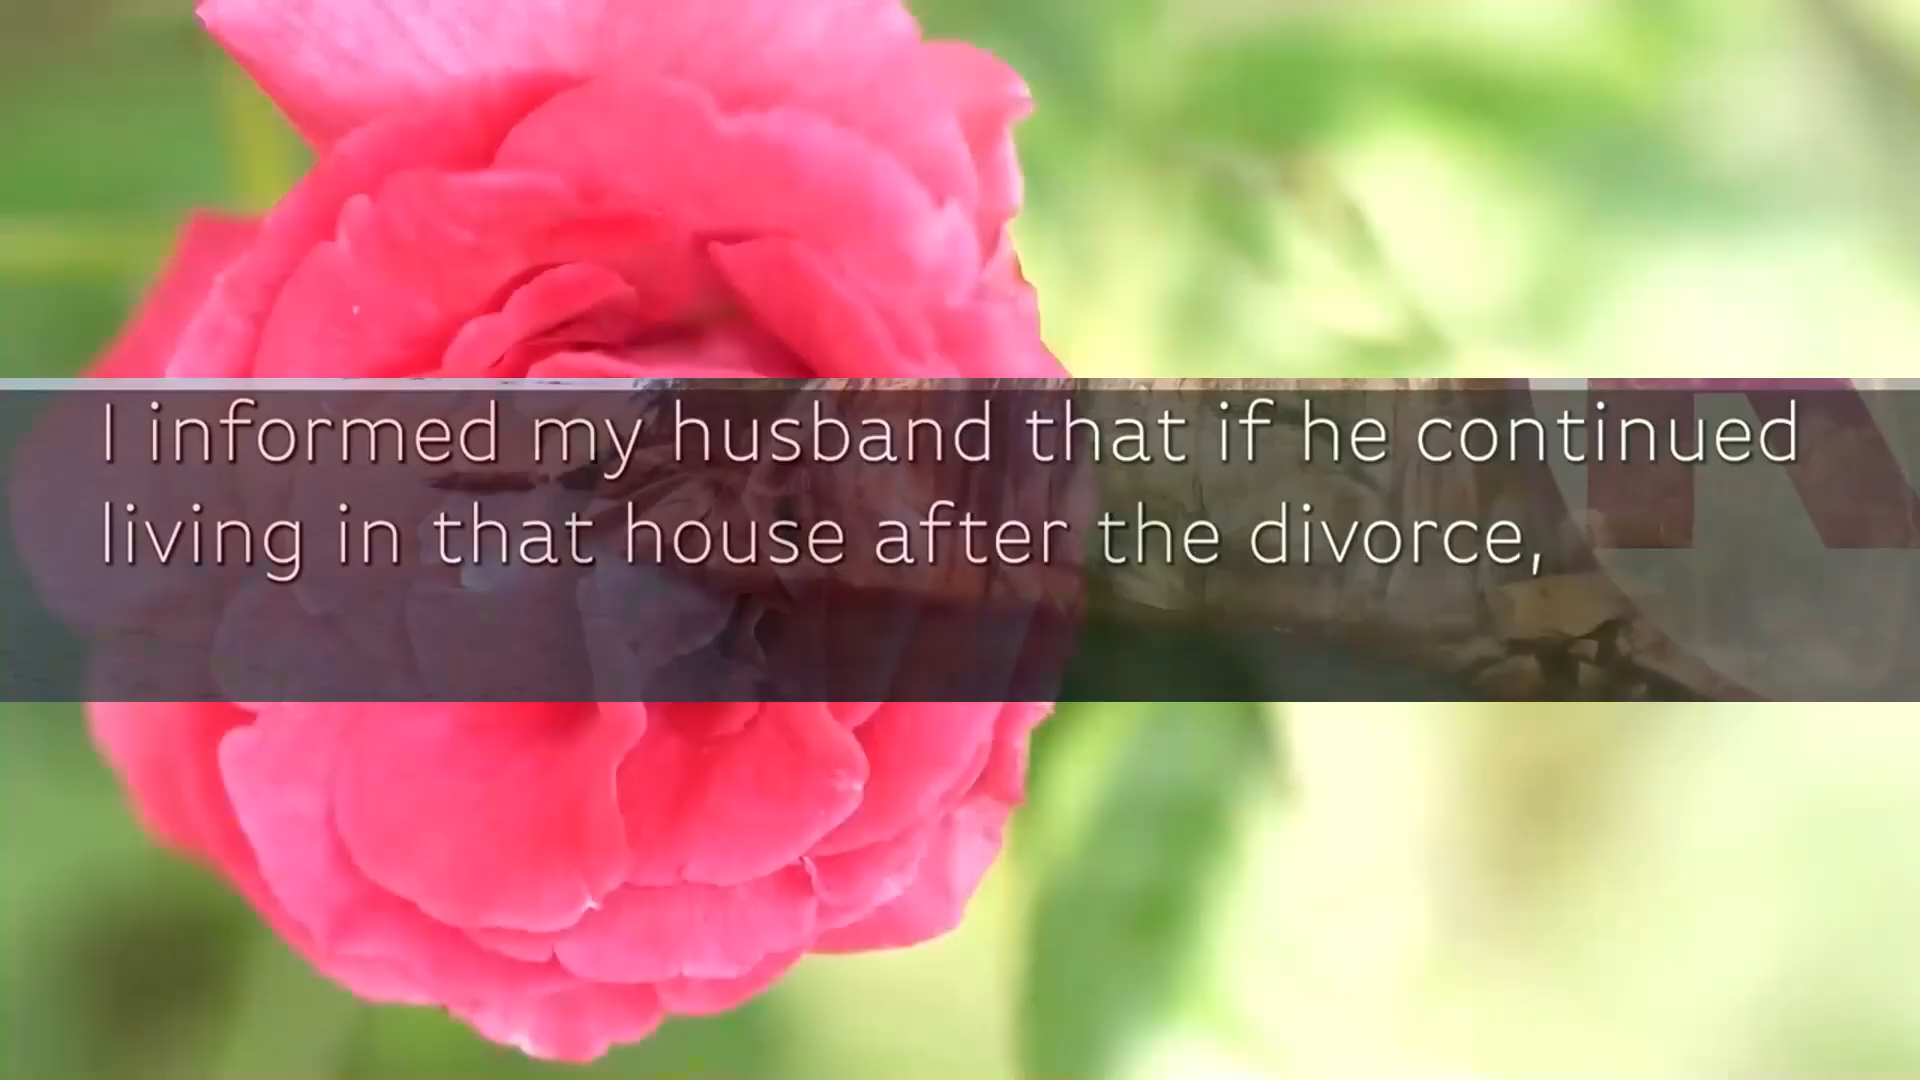 I informed my husband that if he continued
living in that house after the divorce,